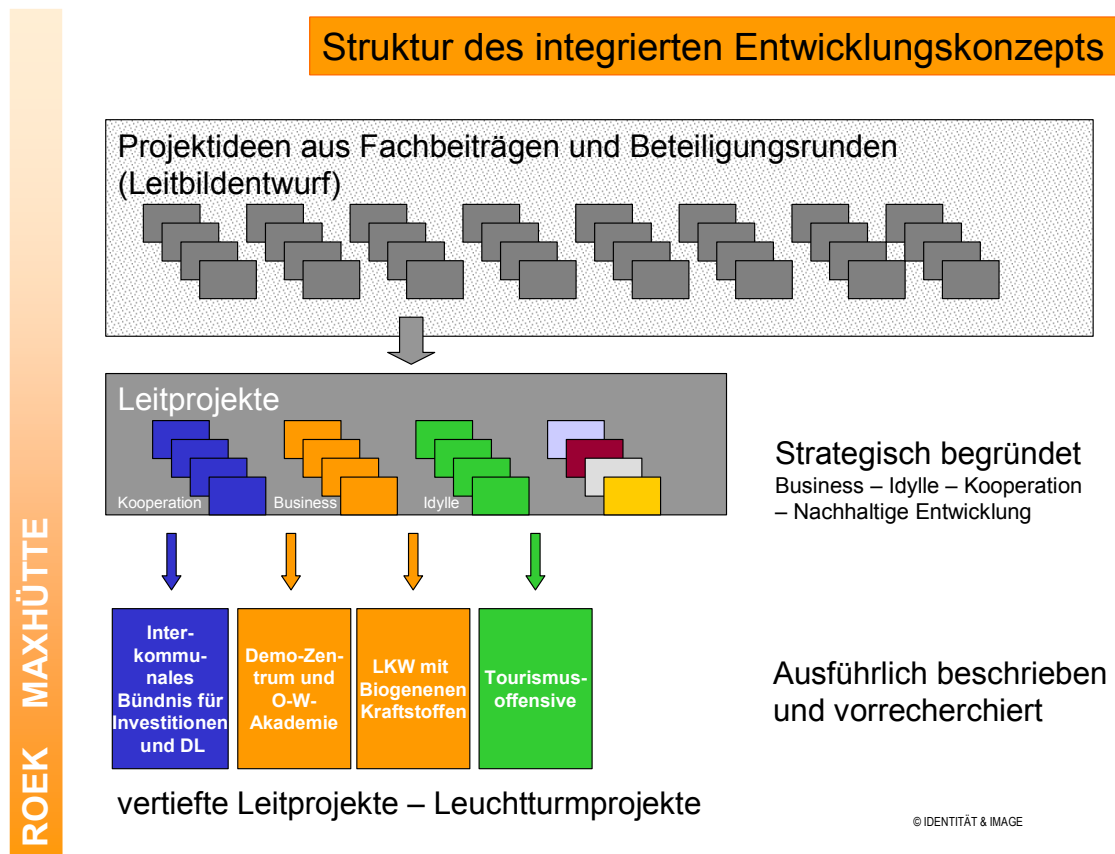 Struktur des integrierten Entwicklungskonzepts
Projektideen aus Fachbeiträgen und Beteiligungsrunden
(Leitbildentwurf)
Leitprojekte
Kooperation
Business
Idylle
Strategisch begründet
Business – Idylle – Kooperation
– Nachhaltige Entwicklung
Inter-
kommu-
nales
Bündnis für
Investitionen
und DL
Demo-Zen-
trum und
O-W-
Akademie
LKW mit
Biogenenen
Kraftstoffen
Tourismus-
offensive
Ausführlich beschrieben
und vorrecherchiert
vertiefte Leitprojekte – Leuchtturmprojekte
© IDENTITÄT & IMAGE
ROEK MAXHÜTTE